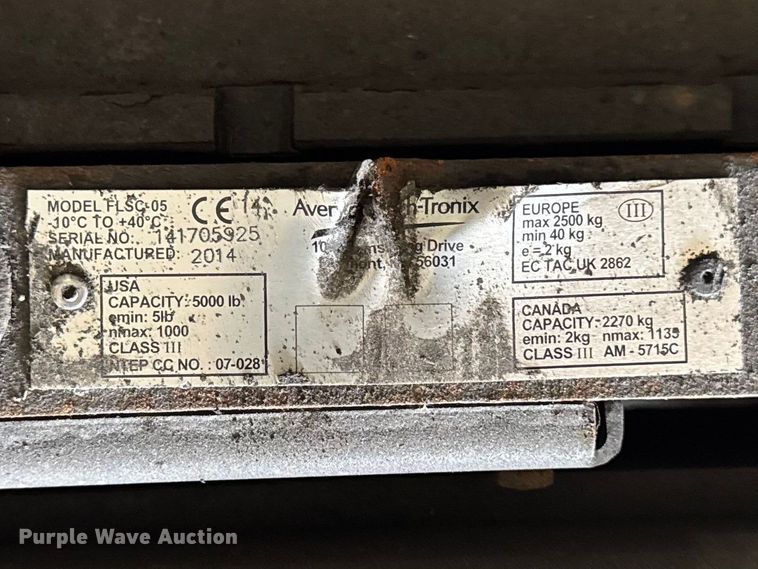 MODEL FLSC-05
-10°C TO +40°C
SERIAL NO. 141705925
MANUFACTURED: 2014
CE 14
Aver h-Tronix
Drive
56031
USA
CAPACITY: 5000 lb
emin: 5lb
nmax: 1000
CLASS III
NTEP CC NO.: 07-028
EUROPE
max 2500 kg
min 40 kg
e = 2 kg
EC TAC UK 2862
III
CANADA
CAPACITY: 2270 kg
emin: 2kg nmax: 1135
CLASS III AM - 5715C
Purple Wave Auction